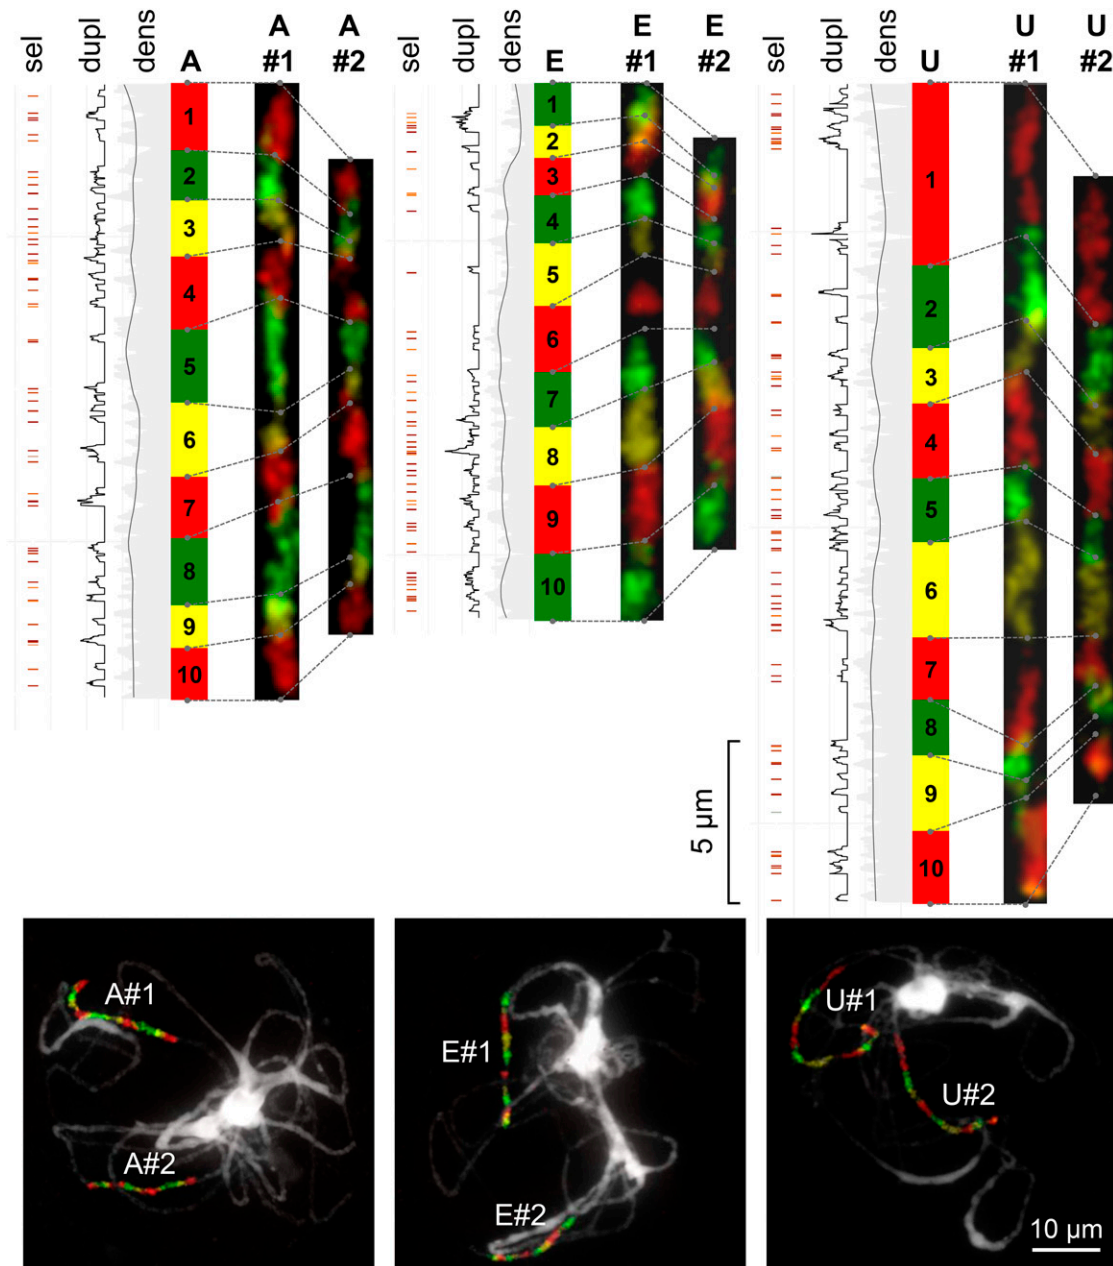 sel dupl dens A A #1 A #2
sel dupl dens E E #1 E #2
sel dupl dens U U #1 U #2
1 2 3 4 5 6 7 8 9 10
1 2 3 4 5 6 7 8 9 10
1 2 3 4 5 6 7 8 9 10
5 µm
A#1
A#2
E#1
E#2
U#1
U#2
10 µm